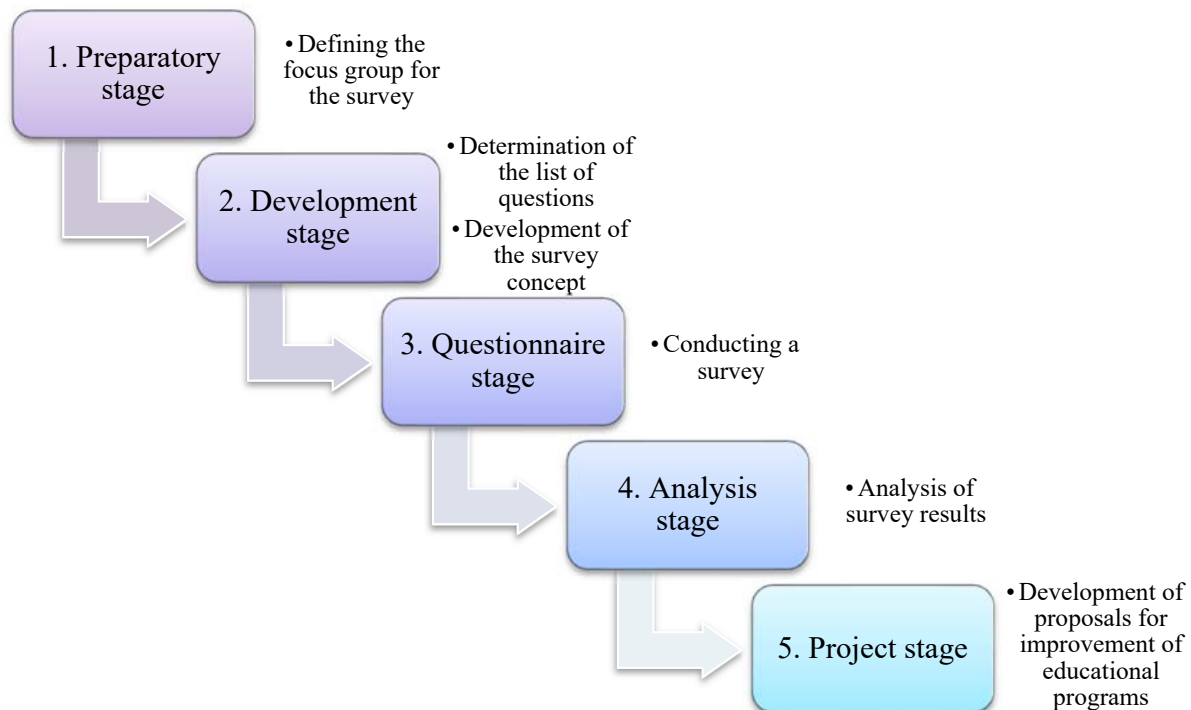 1. Preparatory
stage
• Defining the
focus group for
the survey
2. Development
stage
• Determination of
the list of
questions
• Development of
the survey
concept
3. Questionnaire
stage
• Conducting a
survey
4. Analysis
stage
• Analysis of
survey results
5. Project stage
• Development of
proposals for
improvement of
educational
programs